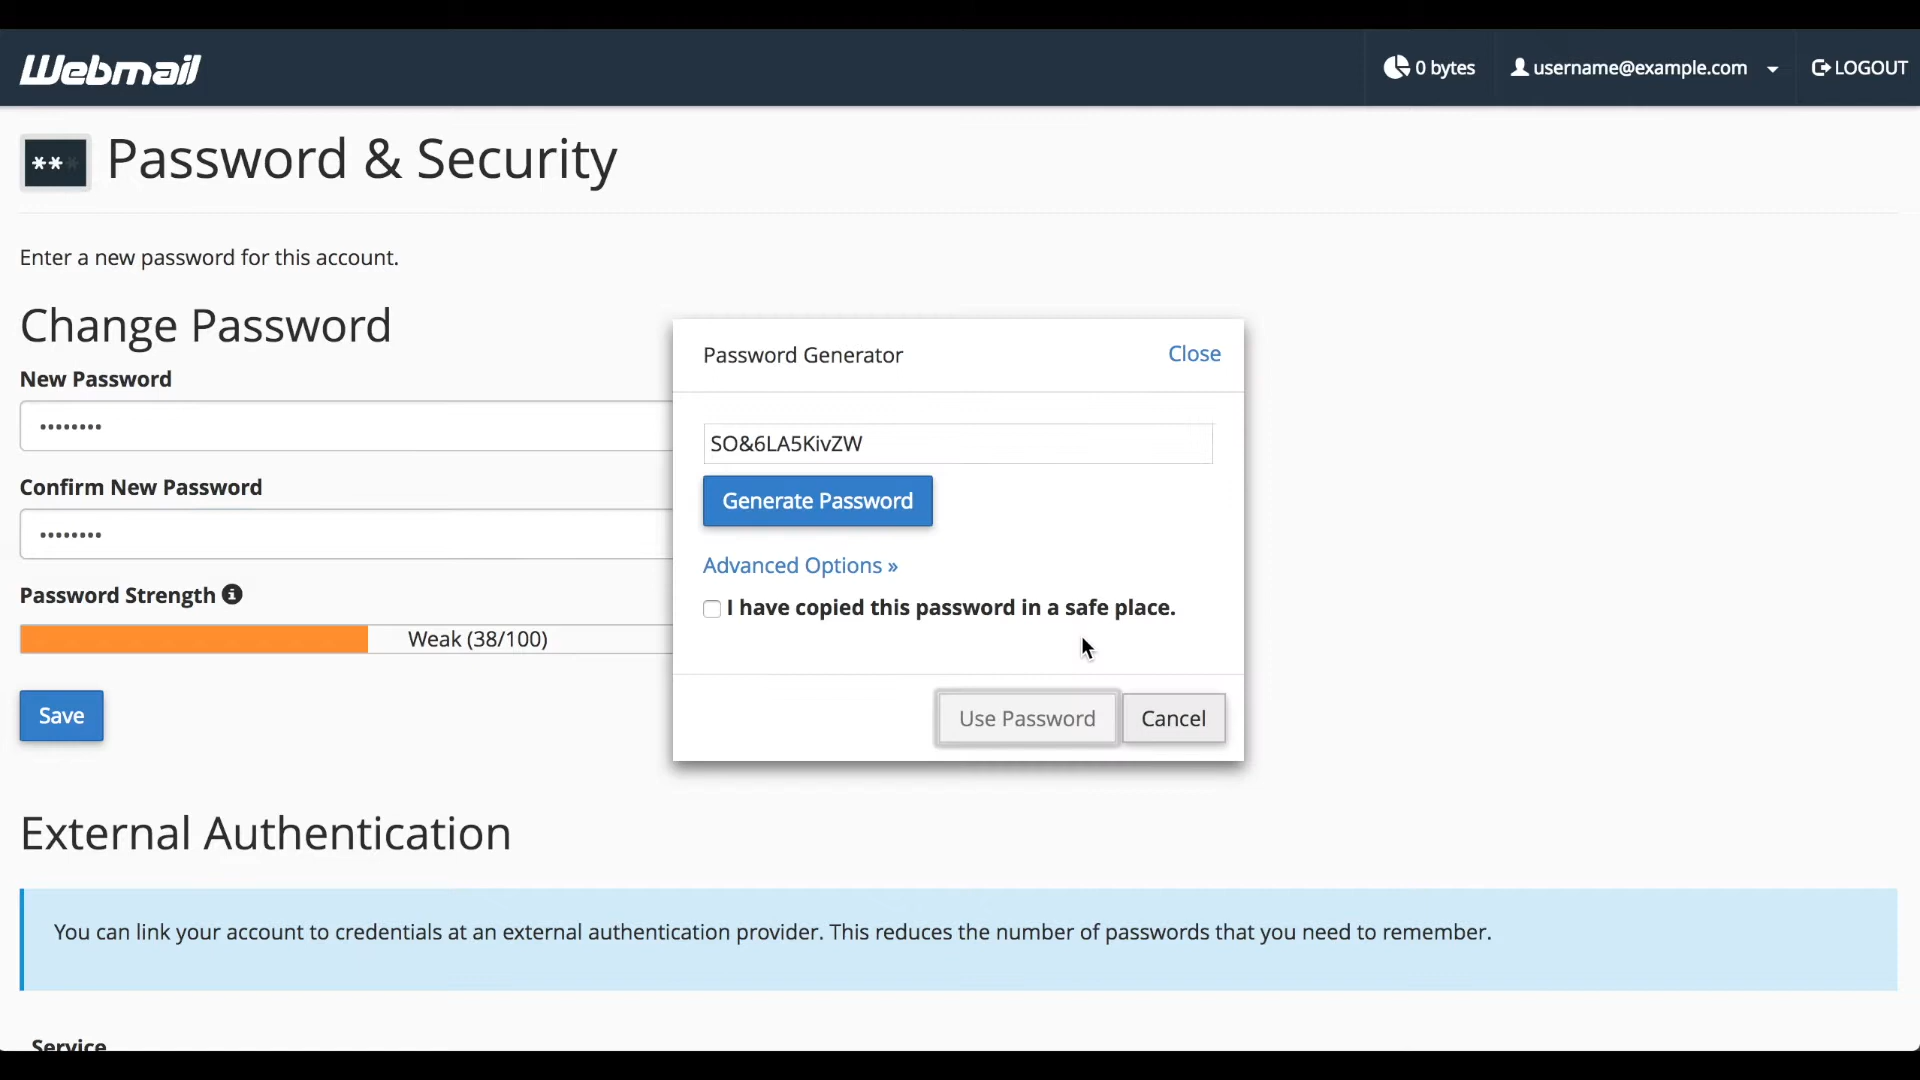 Webmail
0 bytes
username@example.com
LOGOUT
** Password & Security
Enter a new password for this account.
Change Password
New Password
••••••••
Confirm New Password
••••••••
Password Strength
Weak (38/100)
Save
Password Generator
Close
SO&6LA5KivZW
Generate Password
Advanced Options »
I have copied this password in a safe place.
Use Password
Cancel
External Authentication
You can link your account to credentials at an external authentication provider. This reduces the number of passwords that you need to remember.
Service